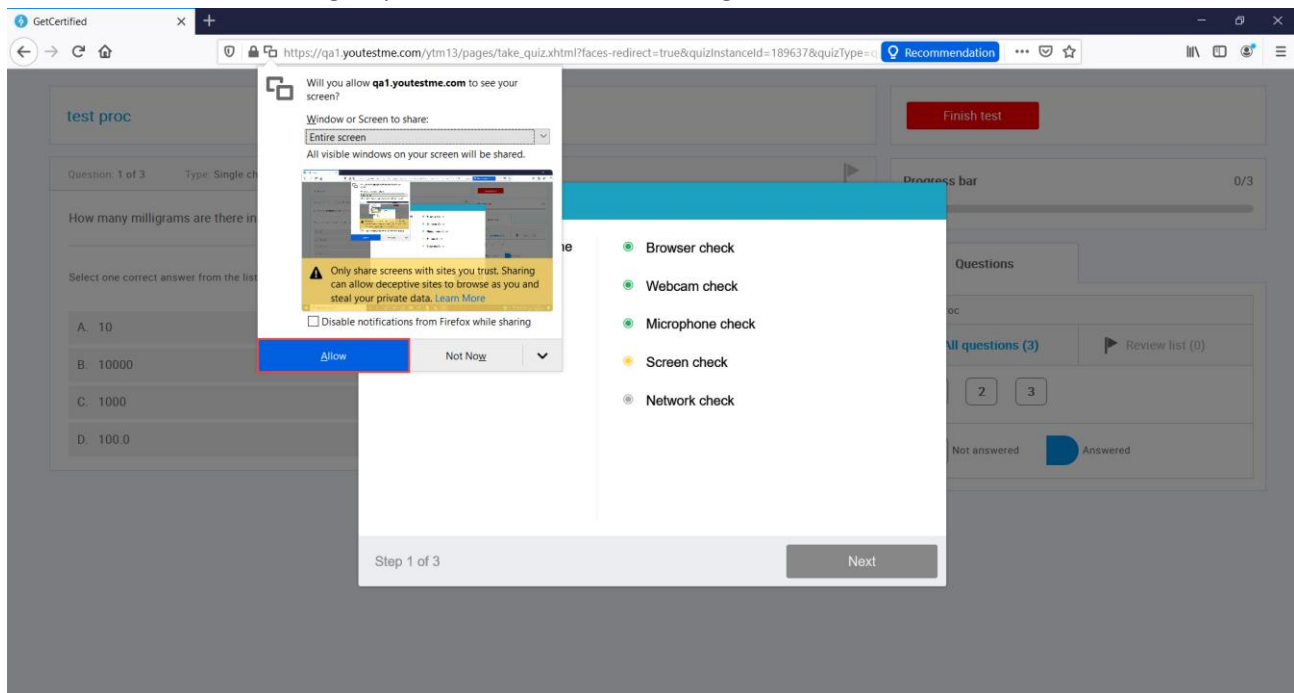 GetCertified
https://qa1.youtestme.com/ytm13/pages/take_quiz.xhtml?faces-redirect=true&quizInstanceId=189637&quizType=
Recommendation
Will you allow qa1.youtestme.com to see your
screen?
Window or Screen to share:
Entire screen
All visible windows on your screen will be shared.
Only share screens with sites you trust. Sharing
can allow deceptive sites to browse as you and
steal your private data. Learn More
Disable notifications from Firefox while sharing
Allow
Not Now
test proc
Finish test
Question: 1 of 3 Type: Single
How many milligrams are there in
Select one correct answer from the list
A. 10
B. 10000
C. 1000
D. 100.0
Browser check
Webcam check
Microphone check
Screen check
Network check
Step 1 of 3
Next
Progress bar
0/3
Questions
All questions (3)
Review list (0)
2
3
Not answered
Answered